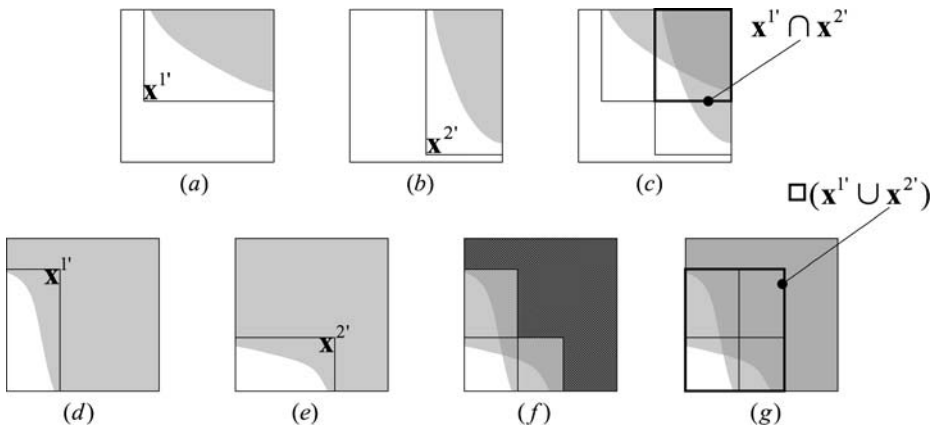 x¹' ∩ x²'
x¹'
x²'
(a)
(b)
(c)
□(x¹' ∪ x²')
x¹'
x²'
(d)
(e)
(f)
(g)